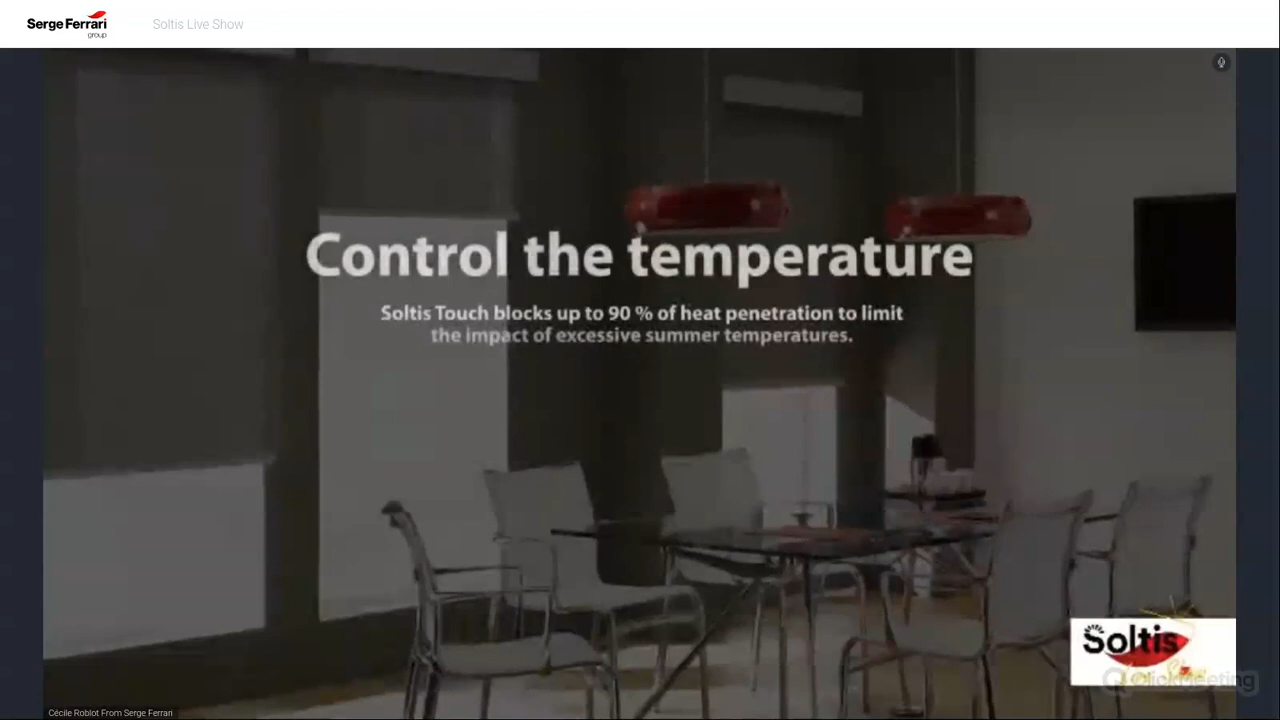 Serge Ferrari
group
Soltis Live Show
Control the temperature
Soltis Touch blocks up to 90 % of heat penetration to limit
the impact of excessive summer temperatures.
Soltis
ClickMeeting
Cécile Roblot From Serge Ferrari